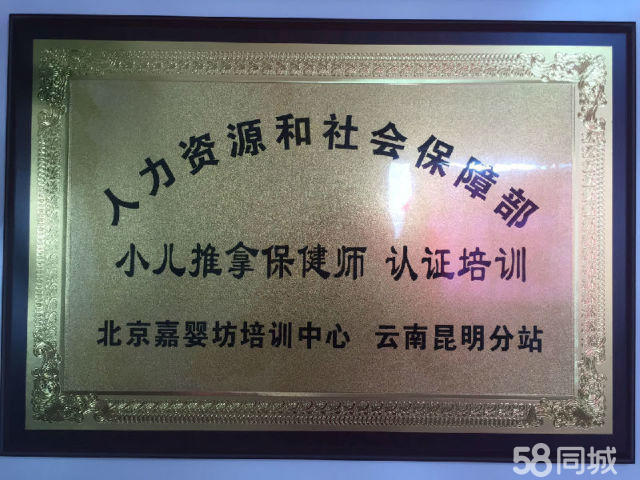 人力资源和社会保障部
小儿推拿保健师 认证培训
北京嘉婴坊培训中心 云南昆明分站
58同城